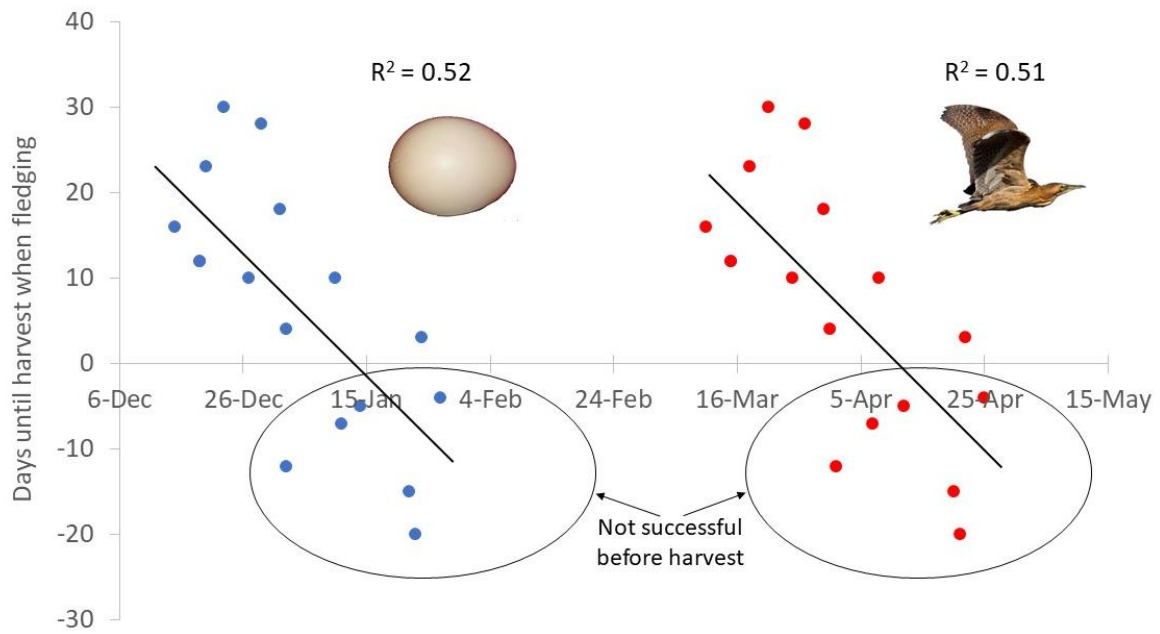 40
R² = 0.52
R² = 0.51
30
20
10
0
6-Dec 26-Dec 15-Jan 4-Feb 24-Feb 16-Mar 5-Apr 25-Apr 15-May
-10
Not successful
before harvest
-20
-30
Days until harvest when fledging